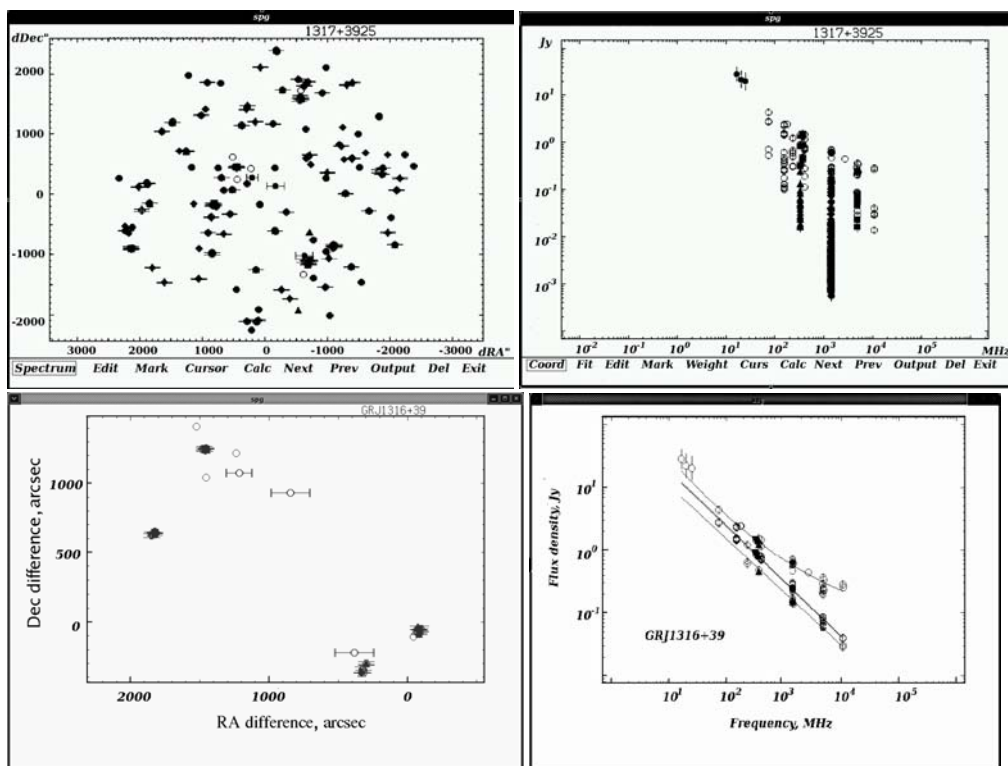 spg
1317+3925
dDec"
2000
1000
0
-1000
-2000
3000
2000
1000
0
-1000
-2000
-3000
dRA"
Spectrum Edit Mark Cursor Calc Next Prev Output Del Exit
spg
1317+3925
Jy
10^1
10^0
10^-1
10^-2
10^-3
10^-2
10^-1
10^0
10^1
10^2
10^3
10^4
10^5
MHz
Coord Fit Edit Mark Weight Curs Calc Next Prev Output Del Exit
spg
GRJ1316+39
Dec difference, arcsec
1000
500
0
2000
1000
0
RA difference, arcsec
Flux density, Jy
10^1
10^0
10^-1
GRJ1316+39
10^1
10^2
10^3
10^4
10^5
Frequency, MHz